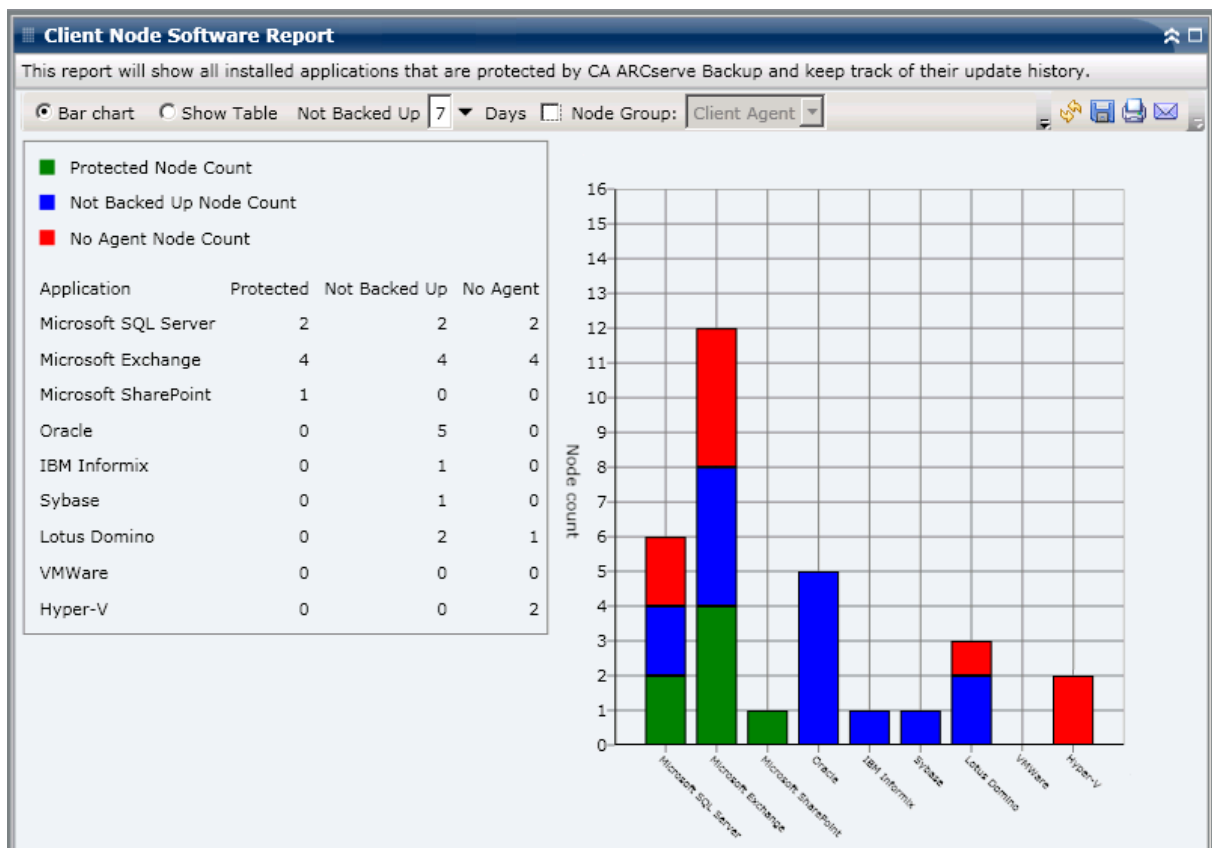 Client Node Software Report
This report will show all installed applications that are protected by CA ARCserve Backup and keep track of their update history.
Bar chart Show Table Not Backed Up 7 Days Node Group: Client Agent
Protected Node Count
Not Backed Up Node Count
No Agent Node Count
Application Protected Not Backed Up No Agent
Microsoft SQL Server 2 2 2
Microsoft Exchange 4 4 4
Microsoft SharePoint 1 0 0
Oracle 0 5 0
IBM Informix 0 1 0
Sybase 0 1 0
Lotus Domino 0 2 1
VMWare 0 0 0
Hyper-V 0 0 2
Node count
16
15
14
13
12
11
10
9
8
7
6
5
4
3
2
1
0
Microsoft SQL Server
Microsoft Exchange
Microsoft SharePoint
Oracle
IBM Informix
Sybase
Lotus Domino
VMWare
Hyper-V